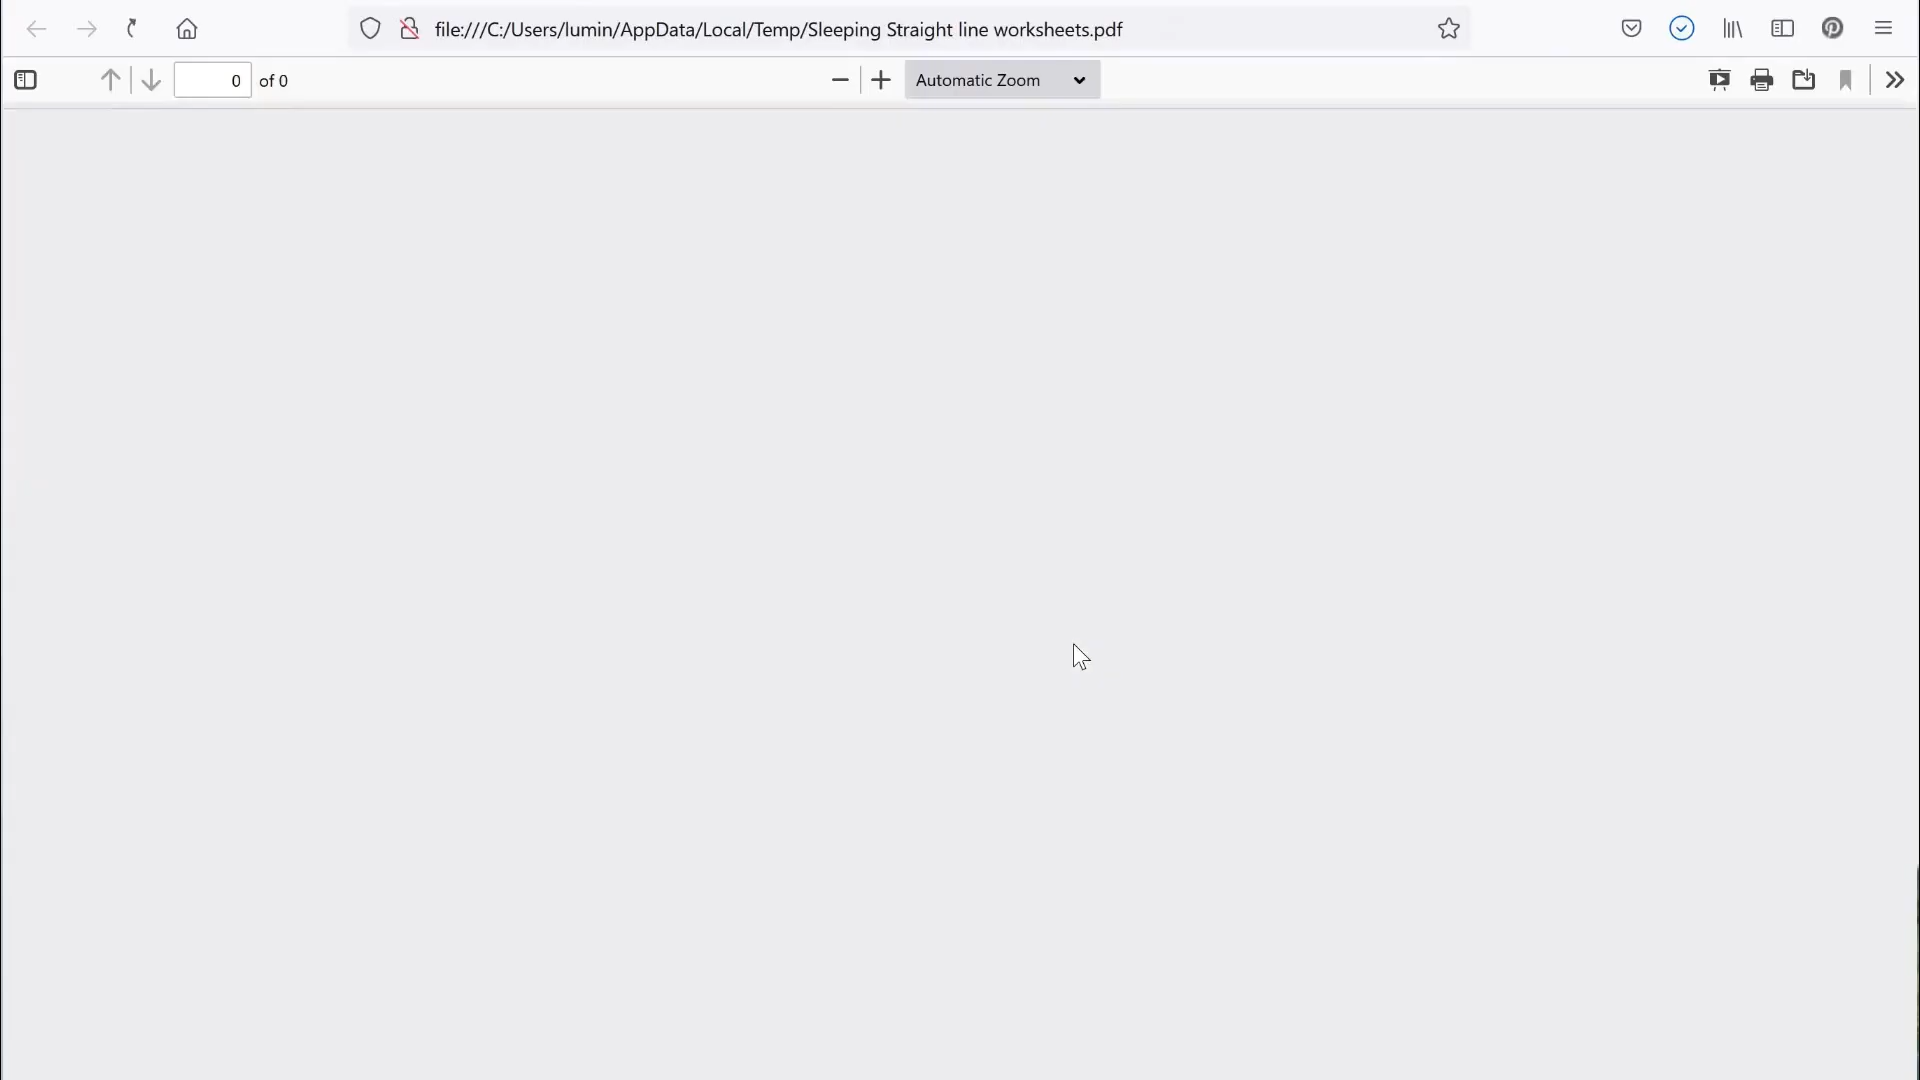 file:///C:/Users/lumin/AppData/Local/Temp/Sleeping Straight line worksheets.pdf
0 of 0
Automatic Zoom